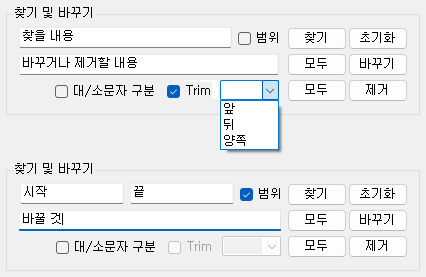 찾기 및 바꾸기
찾을 내용 범위 찾기 초기화
바꾸거나 제거할 내용 모두 바꾸기
대/소문자 구분 Trim 모두 제거
앞
뒤
양쪽
찾기 및 바꾸기
시작 끝 범위 찾기 초기화
바꿀 것 모두 바꾸기
대/소문자 구분 Trim 모두 제거